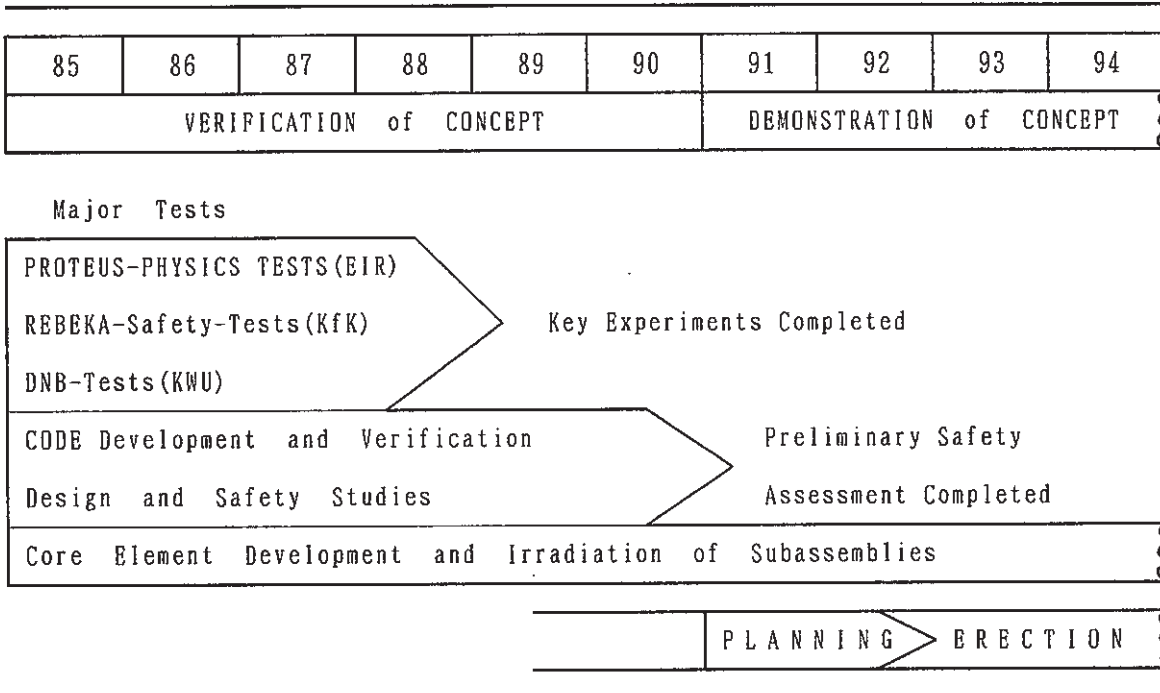 85 86 87 88 89 90 91 92 93 94
VERIFICATION of CONCEPT DEMONSTRATION of CONCEPT
Major Tests
PROTEUS-PHYSICS TESTS(EIR)
REBEKA-Safety-Tests(KfK) Key Experiments Completed
DNB-Tests(KWU)
CODE Development and Verification Preliminary Safety
Design and Safety Studies Assessment Completed
Core Element Development and Irradiation of Subassemblies
PLANNING ERECTION